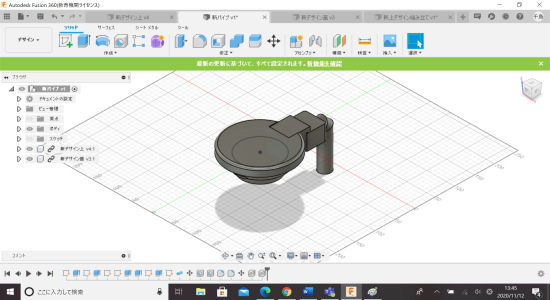 Autodesk Fusion 360(教育機関ライセンス)
新デザイン上 v4
新パイプ v1*
新デザイン蓋 v3
新上デザイン組み立て v1*
デザイン
ソリッド サーフェス シート メタル ツール
作成 修正 アセンブリ 構築 検査 挿入 選択
最新の更新に基づいて、すべて設定されます。新機能を確認
ブラウザ
新パイプ v1
ドキュメントの設定
ビュー管理
原点
ボディ
スケッチ
新デザイン上 v4:1
新デザイン蓋 v3:1
コメント
ここに入力して検索
13:45
2020/11/12